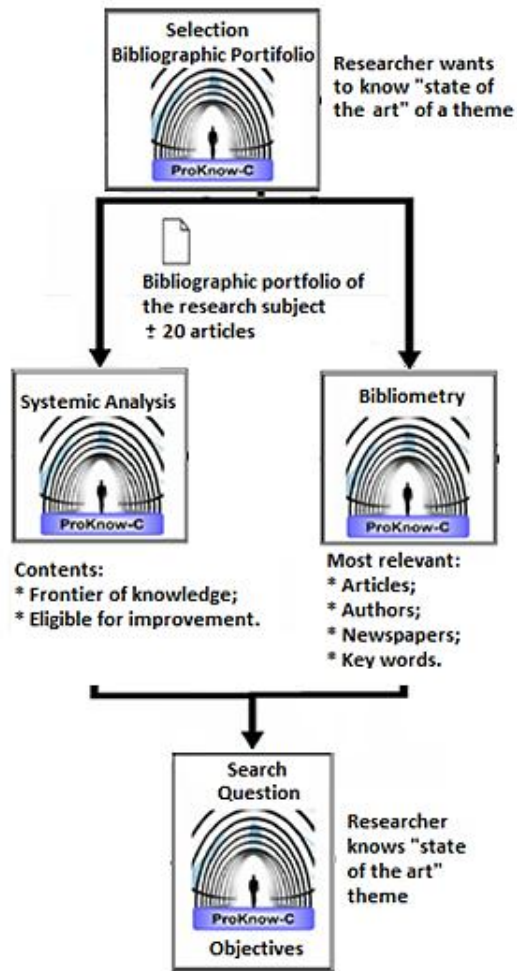 Selection
Bibliographic Portifolio
ProKnow-C
Researcher wants
to know "state of
the art" of a theme
Bibliographic portfolio of
the research subject
± 20 articles
Systemic Analysis
ProKnow-C
Contents:
* Frontier of knowledge;
* Eligible for improvement.
Bibliometry
ProKnow-C
Most relevant:
* Articles;
* Authors;
* Newspapers;
* Key words.
Search
Question
ProKnow-C
Objectives
Researcher
knows "state
of the art"
theme